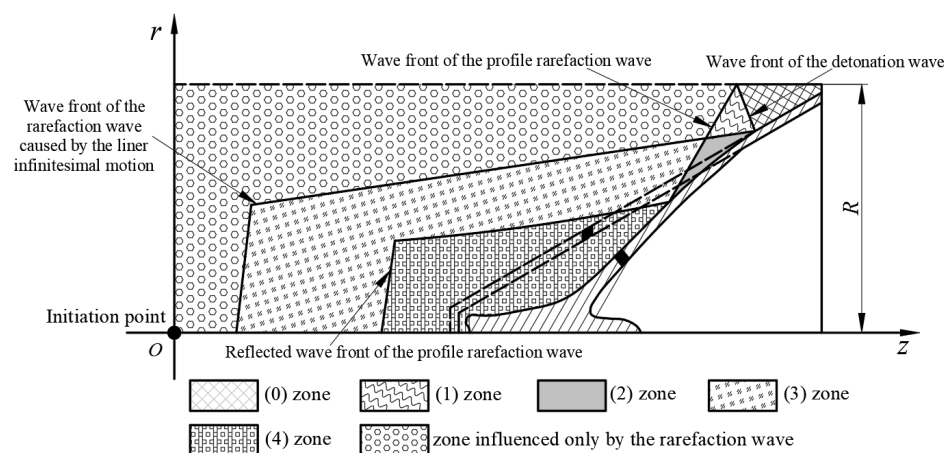 r
Wave front of the profile rarefaction wave
Wave front of the detonation wave
Wave front of the
rarefaction wave
caused by the liner
infinitesimal motion
R
Initiation point
O
z
Reflected wave front of the profile rarefaction wave
(0) zone
(1) zone
(2) zone
(3) zone
(4) zone
zone influenced only by the rarefaction wave